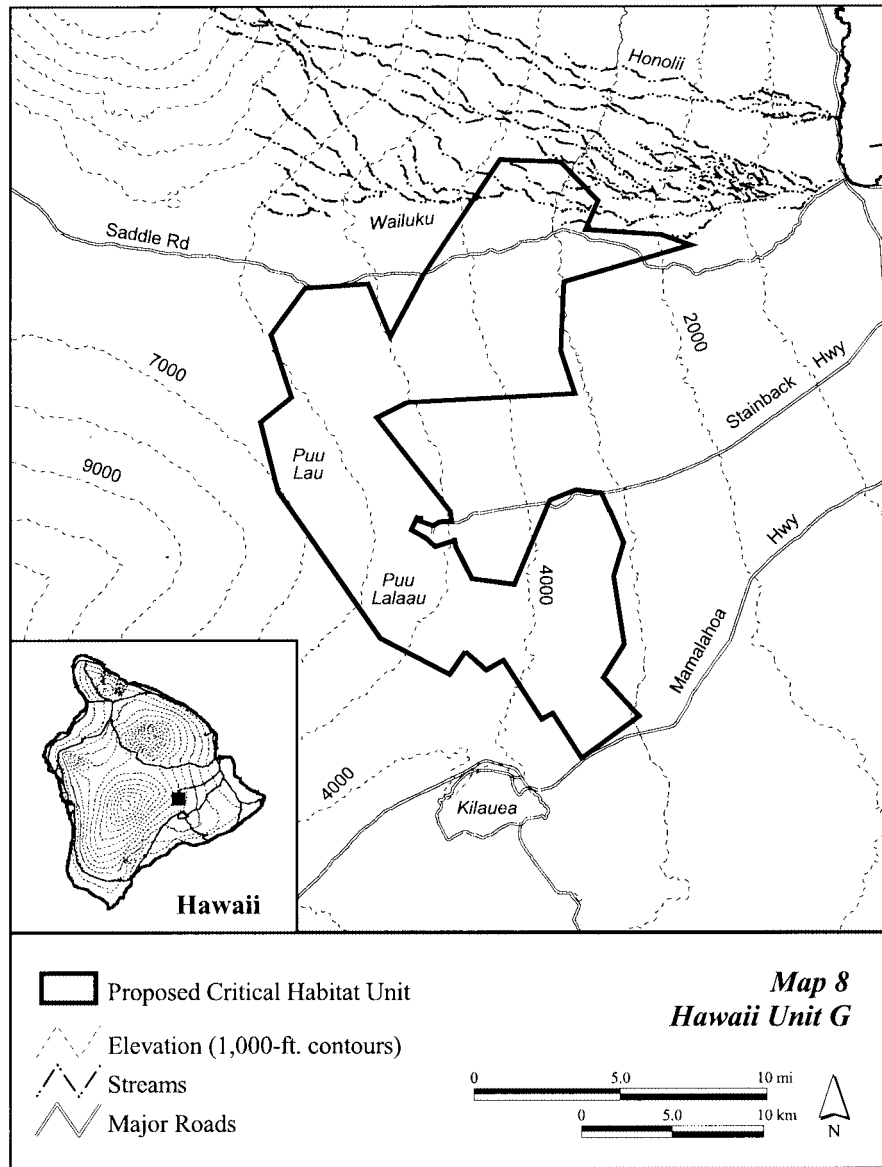 Honolii
Wailuku
Saddle Rd
7000
2000
Stainback Hwy
9000
Puu
Lau
Puu
Lalaau
4000
Mamalahoa Hwy
4000
Kilauea
Hawaii
Proposed Critical Habitat Unit
Elevation (1,000-ft. contours)
Streams
Major Roads
Map 8
Hawaii Unit G
0 5.0 10 mi
0 5.0 10 km
N